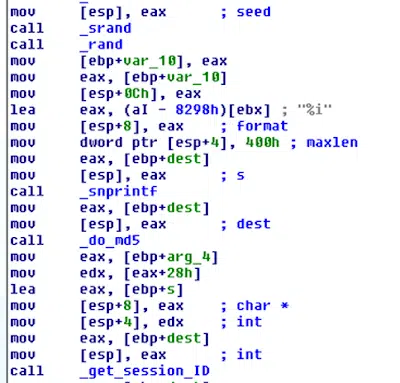 mov [esp], eax ; seed
call _srand
call _rand
mov [ebp+var_10], eax
mov eax, [ebp+var_10]
mov [esp+0Ch], eax
lea eax, (aI - 8298h)[ebx] ; "%i"
mov [esp+8], eax ; format
mov dword ptr [esp+4], 400h ; maxlen
mov eax, [ebp+dest]
mov [esp], eax ; s
call _snprintf
mov eax, [ebp+dest]
mov [esp], eax ; dest
call _do_md5
mov eax, [ebp+arg_4]
mov edx, [eax+28h]
lea eax, [ebp+s]
mov [esp+8], eax ; char *
mov [esp+4], edx ; int
mov eax, [ebp+dest]
mov [esp], eax ; int
call _get_session_ID